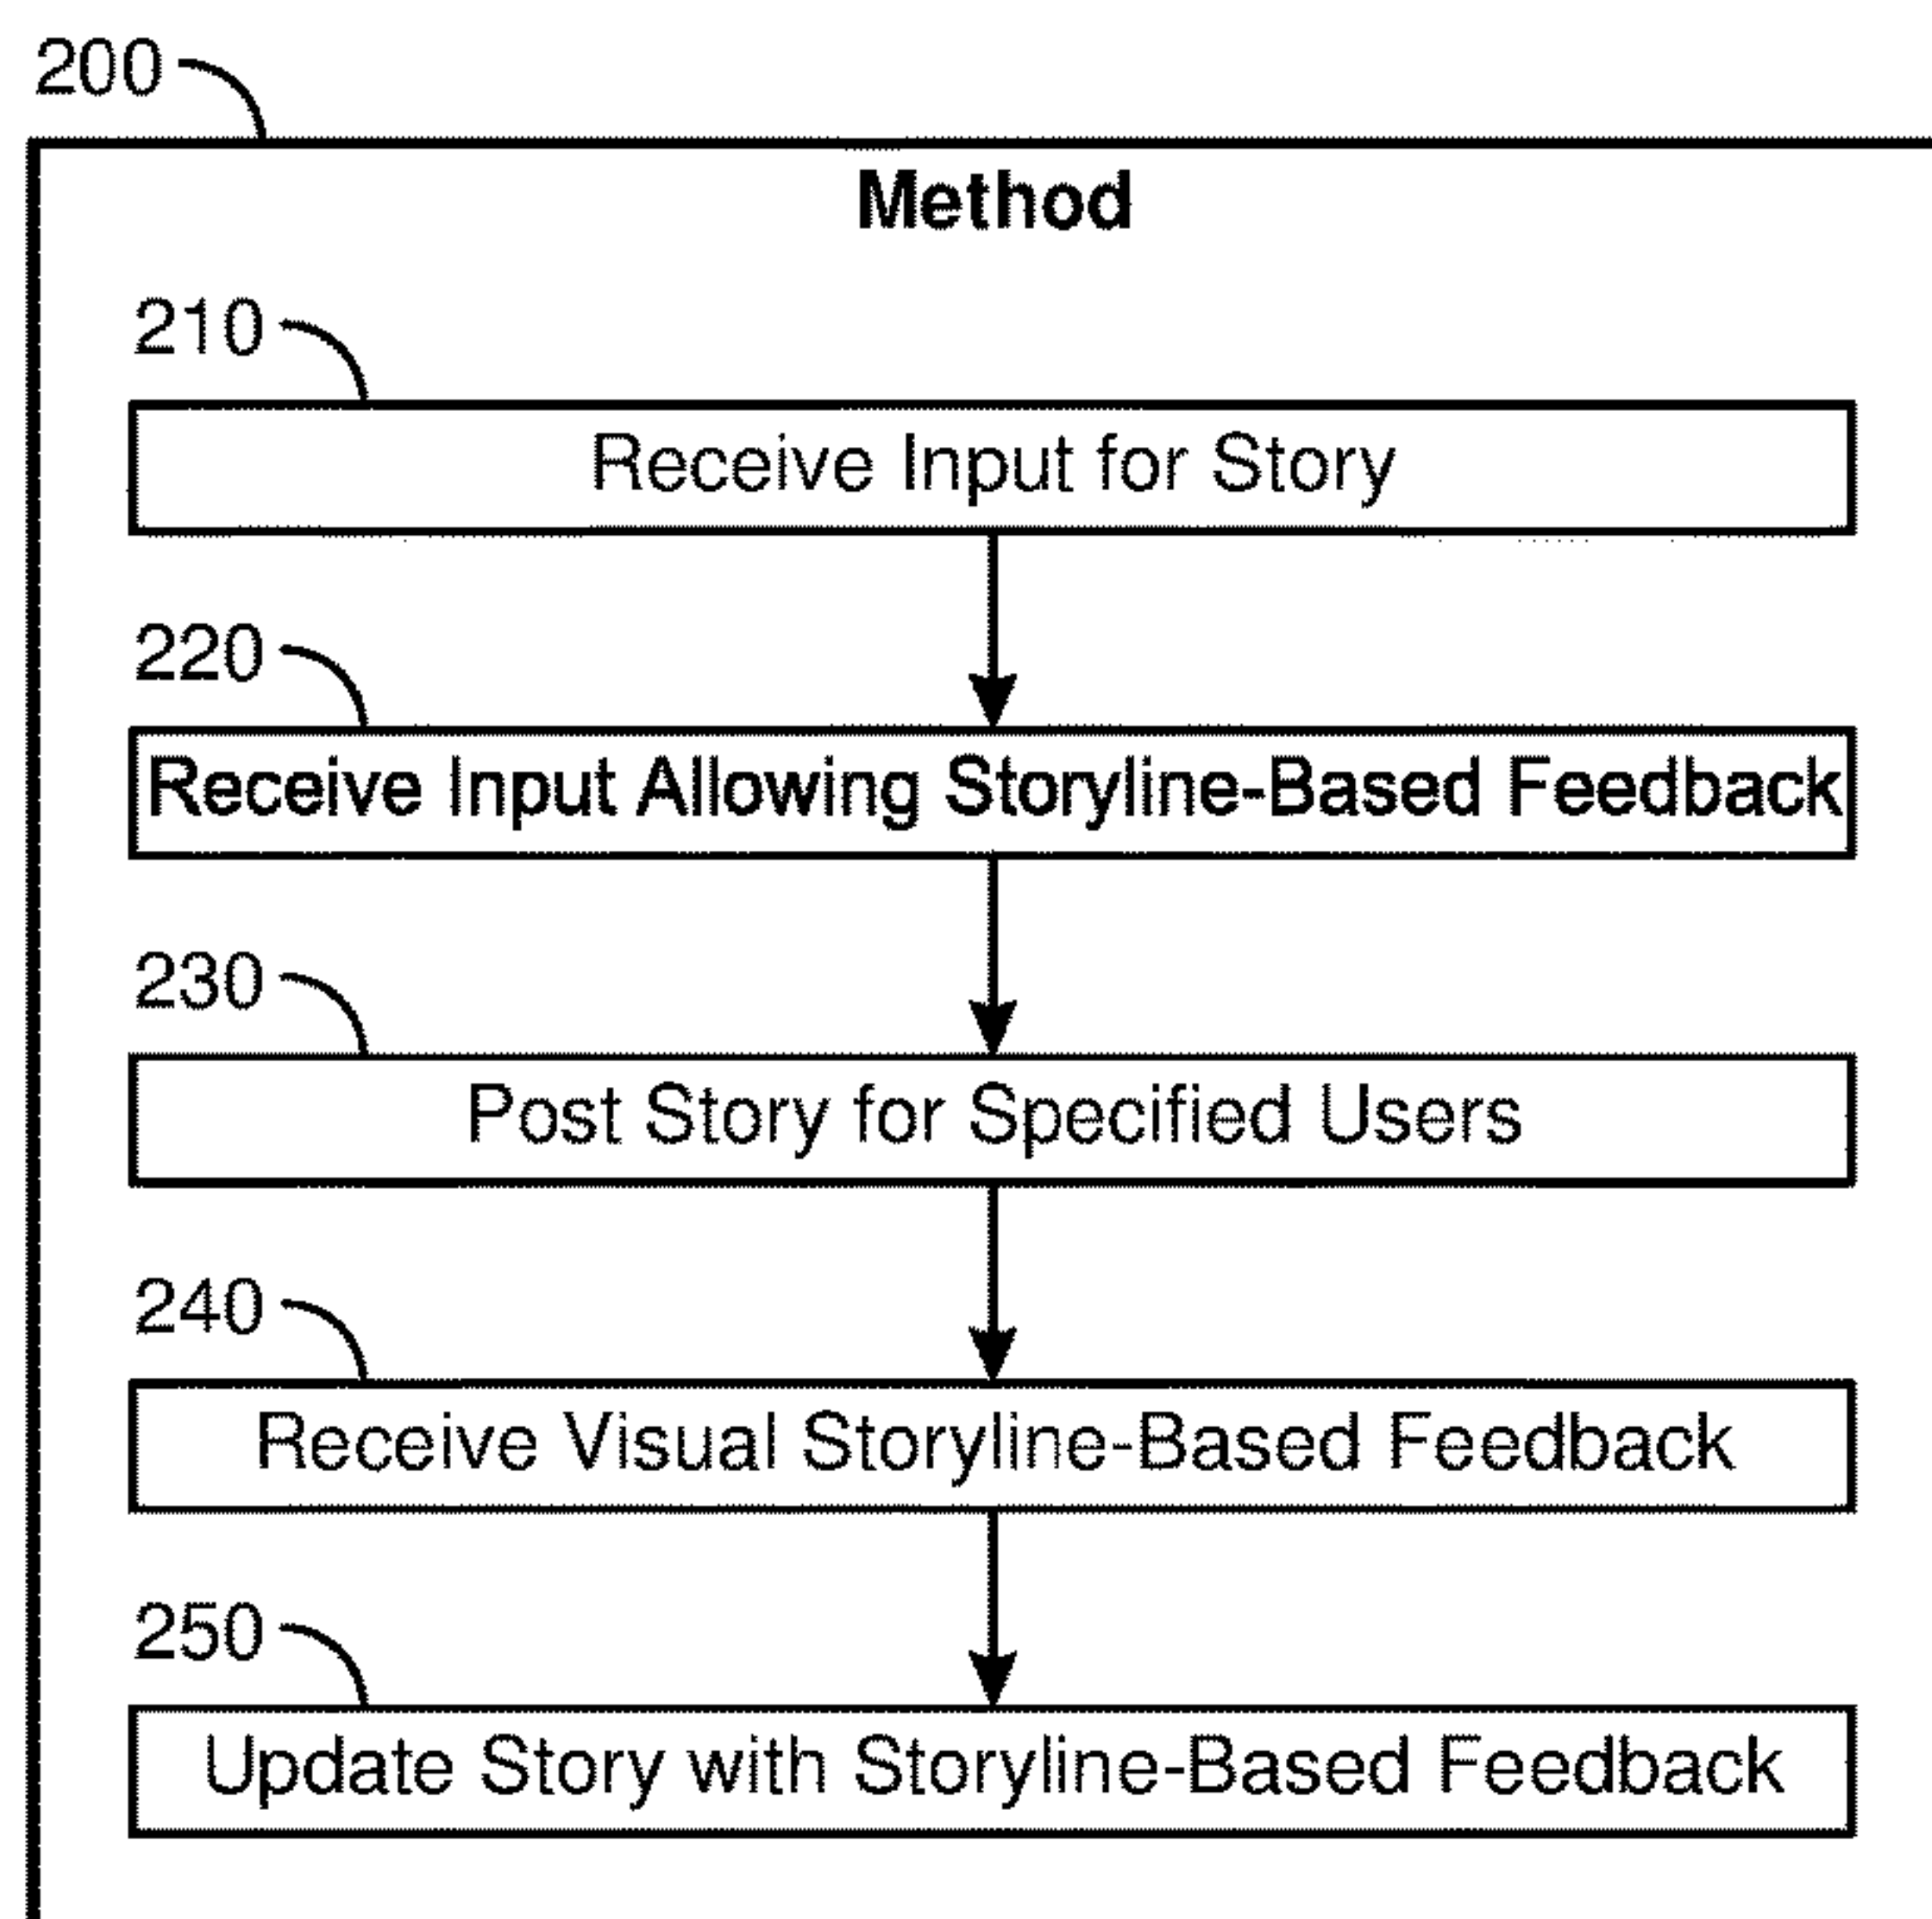 200
Method
210
Receive Input for Story
220
Receive Input Allowing Storyline-Based Feedback
230
Post Story for Specified Users
240
Receive Visual Storyline-Based Feedback
250
Update Story with Storyline-Based Feedback